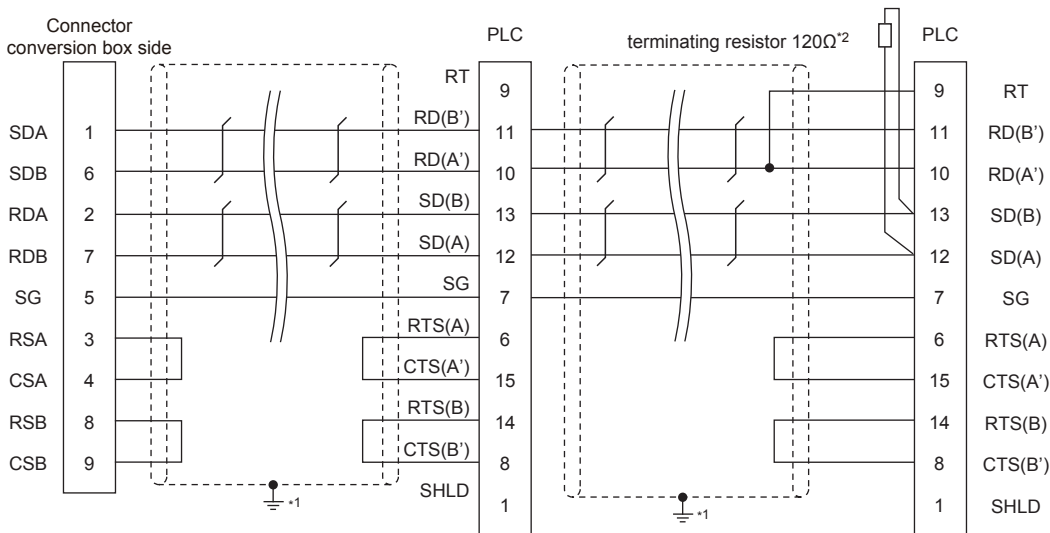 Connector
conversion box side
PLC
terminating resistor 120Ω*2
PLC
RT
9
9
RT
SDA
1
RD(B')
11
11
RD(B')
SDB
6
RD(A')
10
10
RD(A')
RDA
2
SD(B)
13
13
SD(B)
RDB
7
SD(A)
12
12
SD(A)
SG
5
SG
7
7
SG
RSA
3
RTS(A)
6
6
RTS(A)
CSA
4
CTS(A')
15
15
CTS(A')
RSB
8
RTS(B)
14
14
RTS(B)
CSB
9
CTS(B')
8
8
CTS(B')
SHLD
1
1
SHLD
*1
*1